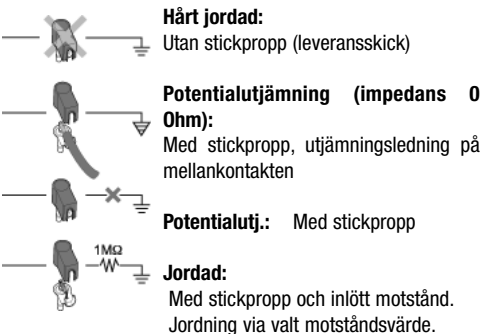 Hårt jordad:
Utan stickpropp (leveransskick)
Potentialutjämning (impedans 0
Ohm):
Med stickpropp, utjämningsledning på
mellankontakten
Potentialutj.: Med stickpropp
1MΩ
Jordad:
Med stickpropp och inlött motstånd.
Jordning via valt motståndsvärde.